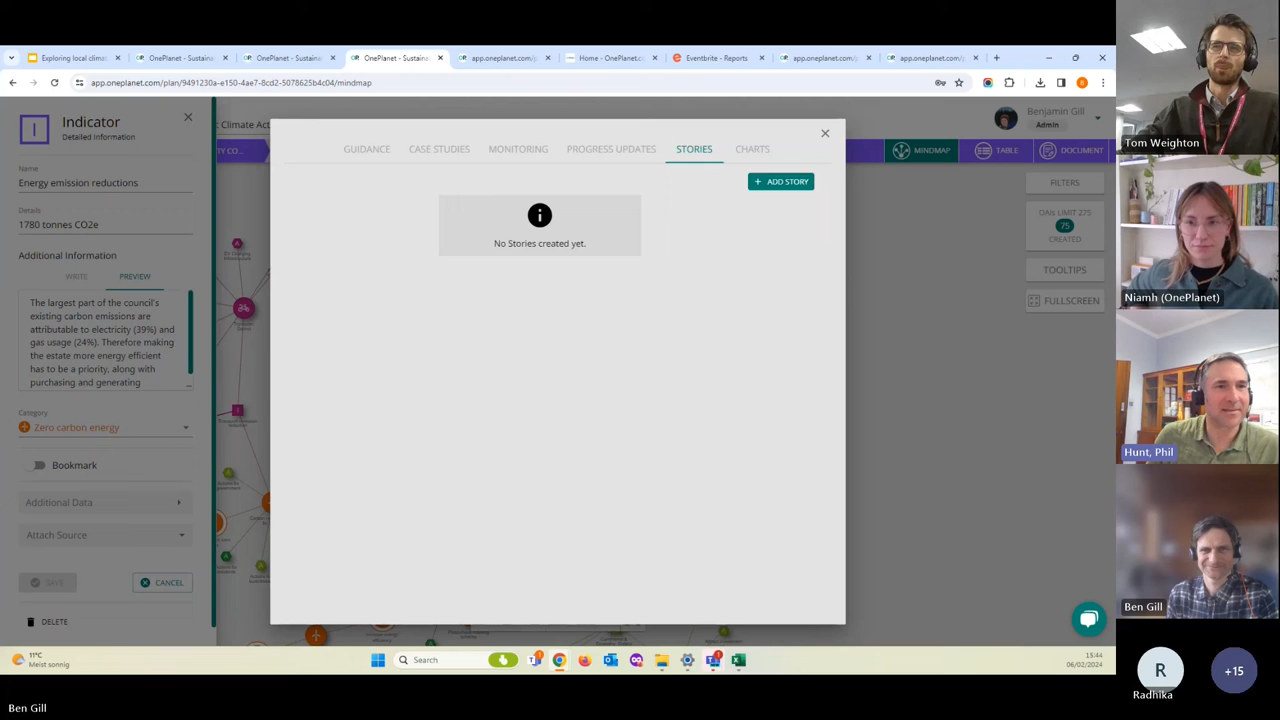 Exploring local clima
OnePlanet - Sustaina
OnePlanet - Sustaina
OnePlanet - Sustaina
app.oneplanet.com/p
Home - OnePlanet.c
Eventbrite - Reports
app.oneplanet.com/p
app.oneplanet.com/p
app.oneplanet.com/plan/9491230a-e150-4ae7-8cd2-5078625b4c04/mindmap
Indicator
Detailed Information
t Climate Act
Benjamin Gill
Admin
TY CO...
MINDMAP
TABLE
DOCUMENT
GUIDANCE
CASE STUDIES
MONITORING
PROGRESS UPDATES
STORIES
CHARTS
+ ADD STORY
No Stories created yet.
Name
Energy emission reductions
Details
1780 tonnes CO2e
Additional Information
WRITE
PREVIEW
The largest part of the council's
existing carbon emissions are
attributable to electricity (39%) and
gas usage (24%). Therefore making
the estate more energy efficient
has to be a priority, along with
purchasing and generating
Category
Zero carbon energy
Bookmark
Additional Data
Attach Source
SAVE
CANCEL
DELETE
FILTERS
LIMIT 275
75
CREATED
TOOLTIPS
FULLSCREEN
11°C
Meist sonnig
Search
15:44
06/02/2024
Tom Weighton
Niamh (OnePlanet)
Hunt, Phil
Ben Gill
R
Radhika
+15
Ben Gill